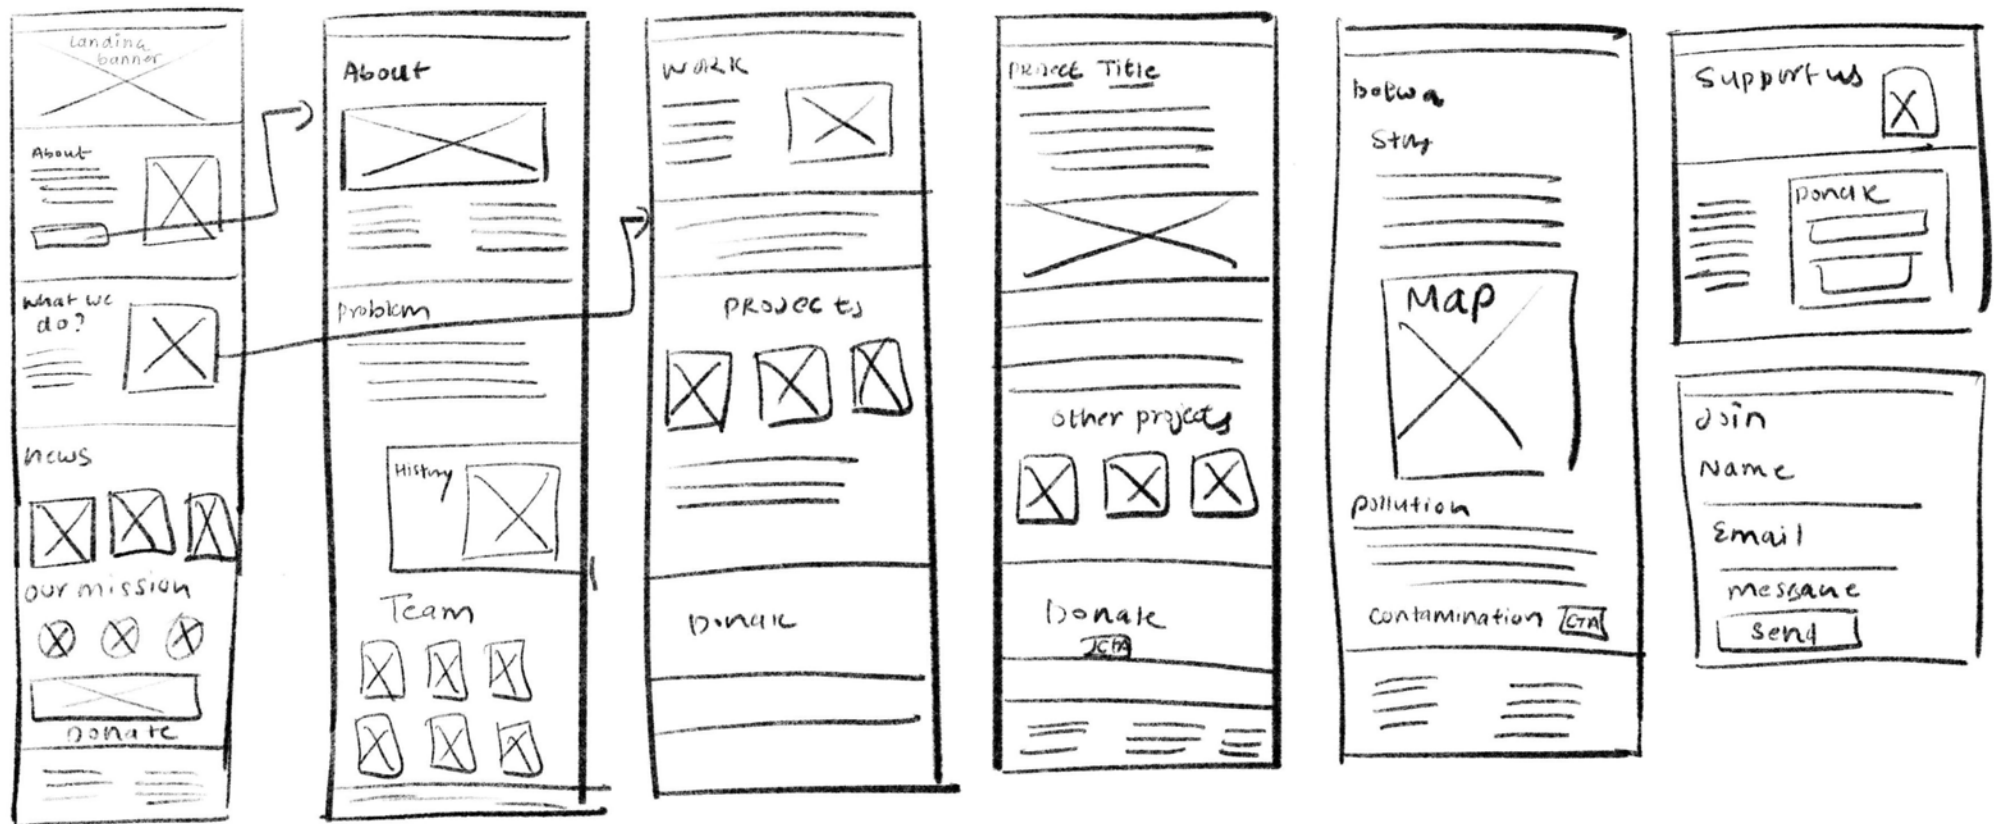 Landing
banner
About
What we
do?
news
our mission
Donate
About
Problem
History
Team
WORK
PROJECTS
Donate
PROJECT Title
other projects
Donate
CTA
Story
Map
pollution
Contamination CTA
Support us
Donate
Join
Name
Email
message
Send